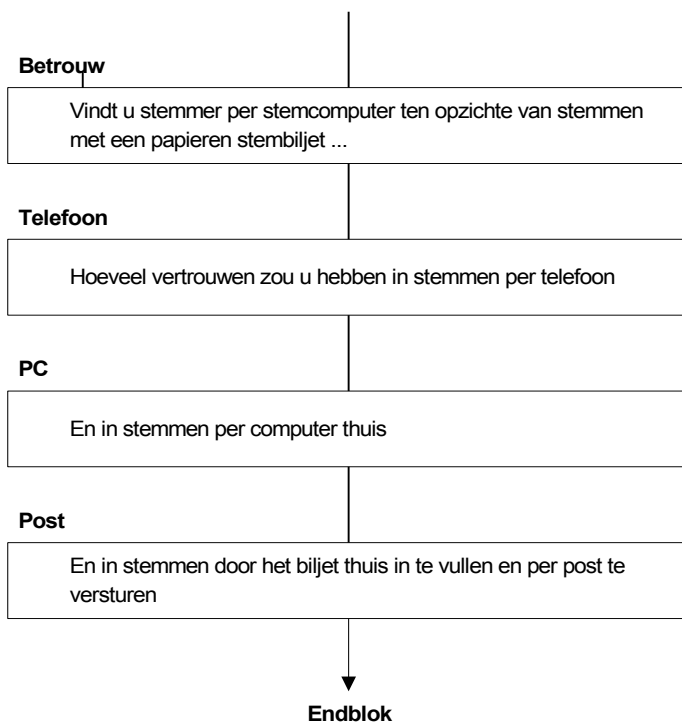 Betrouw
Vindt u stemmer per stemcomputer ten opzichte van stemmen
met een papieren stembiljet ...
Telefoon
Hoeveel vertrouwen zou u hebben in stemmen per telefoon
PC
En in stemmen per computer thuis
Post
En in stemmen door het biljet thuis in te vullen en per post te
versturen
Endblok